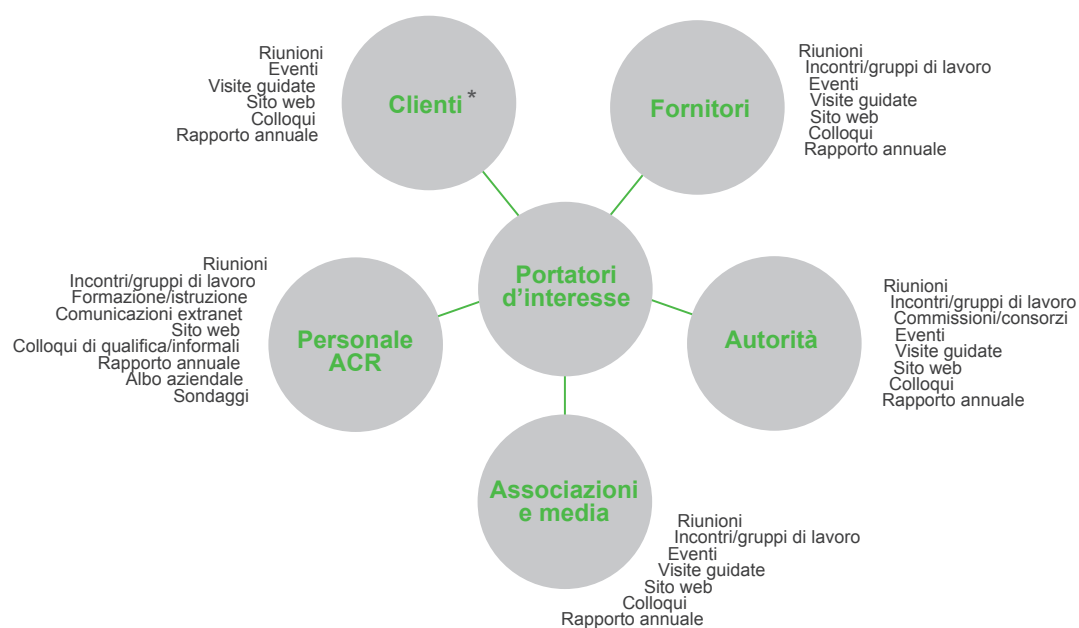 Riunioni
Eventi
Visite guidate
Sito web
Colloqui
Rapporto annuale
Clienti *
Fornitori
Riunioni
Incontri/gruppi di lavoro
Eventi
Visite guidate
Sito web
Colloqui
Rapporto annuale
Portatori
d'interesse
Riunioni
Incontri/gruppi di lavoro
Formazione/istruzione
Comunicazioni extranet
Sito web
Colloqui di qualifica/informali
Rapporto annuale
Albo aziendale
Sondaggi
Personale
ACR
Autorità
Riunioni
Incontri/gruppi di lavoro
Commissioni/consorzi
Eventi
Visite guidate
Sito web
Colloqui
Rapporto annuale
Associazioni
e media
Riunioni
Incontri/gruppi di lavoro
Eventi
Visite guidate
Sito web
Colloqui
Rapporto annuale